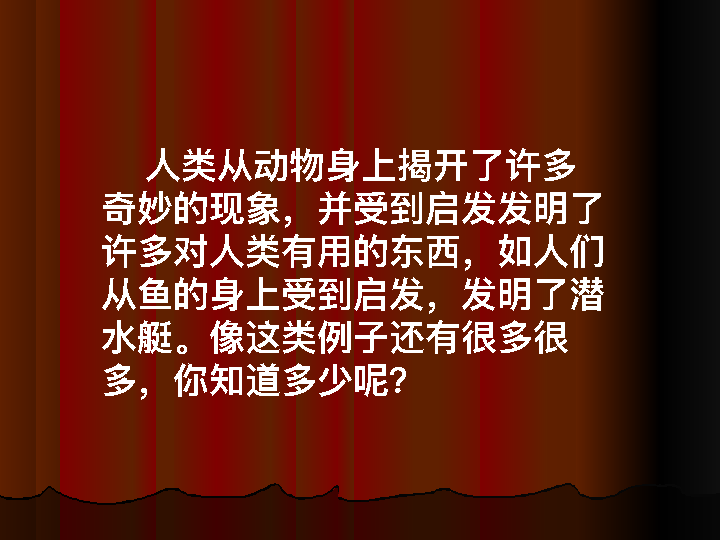 人类从动物身上揭开了许多
奇妙的现象，并受到启发发明了
许多对人类有用的东西，如人们
从鱼的身上受到启发，发明了潜
水艇。像这类例子还有很多很
多，你知道多少呢?